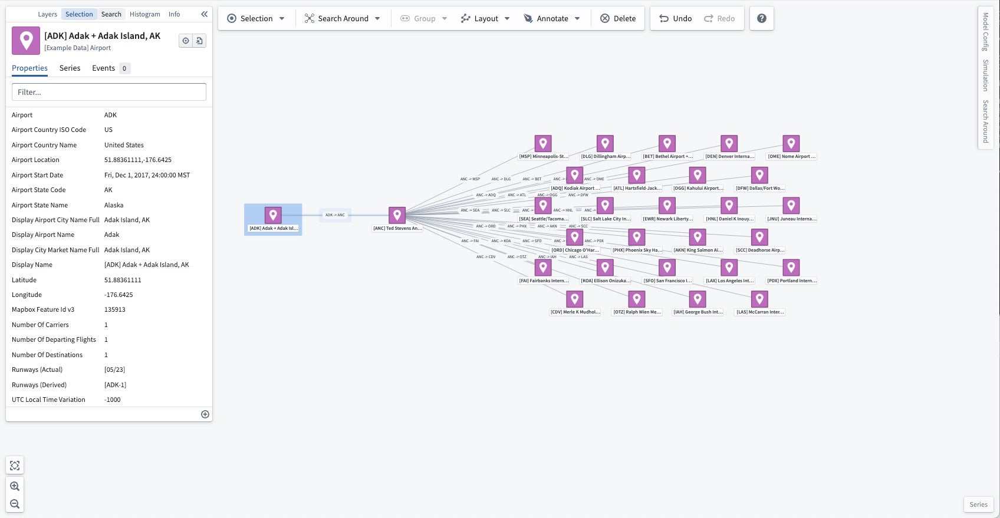 Layers Selection Search Histogram Info
[ADK] Adak + Adak Island, AK
[Example Data] Airport
Properties Series Events 0
Filter...
Airport ADK
Airport Country ISO Code US
Airport Country Name United States
Airport Location 51.88361111,-176.6425
Airport Start Date Fri, Dec 1, 2017, 24:00:00 MST
Airport State Code AK
Airport State Name Alaska
Display Airport City Name Full Adak Island, AK
Display Airport Name Adak
Display City Market Name Full Adak Island, AK
Display Name [ADK] Adak + Adak Island, AK
Latitude 51.88361111
Longitude -176.6425
Mapbox Feature Id v3 135913
Number Of Carriers 1
Number Of Departing Flights 1
Number Of Destinations 1
Runways (Actual) [05/23]
Runways (Derived) [ADK-1]
UTC Local Time Variation -1000
Selection Search Around Group Layout Annotate Delete Undo Redo ?
[MSP] Minneapolis-St... [DLG] Dillingham Airp... [BET] Bethel Airport +... [DEN] Denver Interna... [OME] Nome Airport ...
ANC -> MSP ANC -> DLG ANC -> BET ANC -> ANC -> OME
[ADQ] Kodiak Airport ... [ATL] Hartsfield-Jack... [OGG] Kahului Airport... [DFW] Dallas/Fort Wo...
ANC -> ADQ ANC -> ATL ANC -> OGG ANC -> DFW
ANC -> SEA ANC -> SLC ANC -> ANC -> HNL ANC ->
ADK -> ANC
[SEA] Seattle/Tacoma... [SLC] Salt Lake City In... [EWR] Newark Liberty... [HNL] Daniel K Inouy... [JNU] Juneau Interna...
[ADK] Adak + Adak Isl... [ANC] Ted Stevens An...
ANC -> ORD ANC -> PHX ANC -> AKN ANC -> SCC
ANC -> FAI ANC -> KOA ANC -> SFO ANC -> ANC -> PDX
[ORD] Chicago O'Har... [PHX] Phoenix Sky Ha... [AKN] King Salmon Ai... [SCC] Deadhorse Airp...
ANC -> CDV ANC -> OTZ ANC -> IAH ANC -> LAS
[FAI] Fairbanks Intern... [KOA] Ellison Onizuka... [SFO] San Francisco I... [LAX] Los Angeles Int... [PDX] Portland Intern...
[CDV] Merle K Mudhol... [OTZ] Ralph Wien Me... [IAH] George Bush Int... [LAS] McCarran Inter...
Model Config
Simulation
Search Around
Series